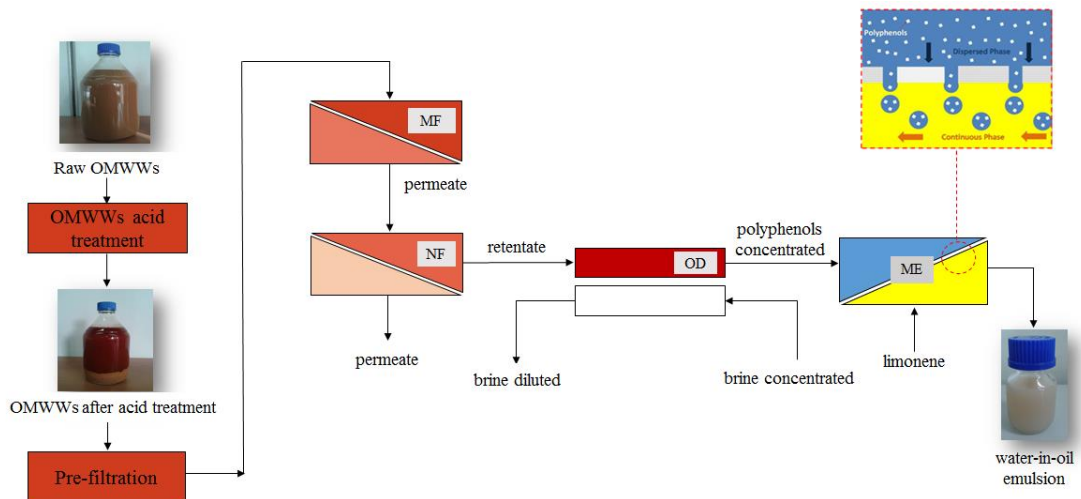 Raw OMWWs
OMWWs acid
treatment
OMWWs after acid treatment
Pre-filtration
MF
permeate
NF
permeate
retentate
OD
brine diluted
brine concentrated
polyphenols
concentrated
ME
limonene
Polyphenols
Dispersed Phase
Continuous Phase
water-in-oil
emulsion